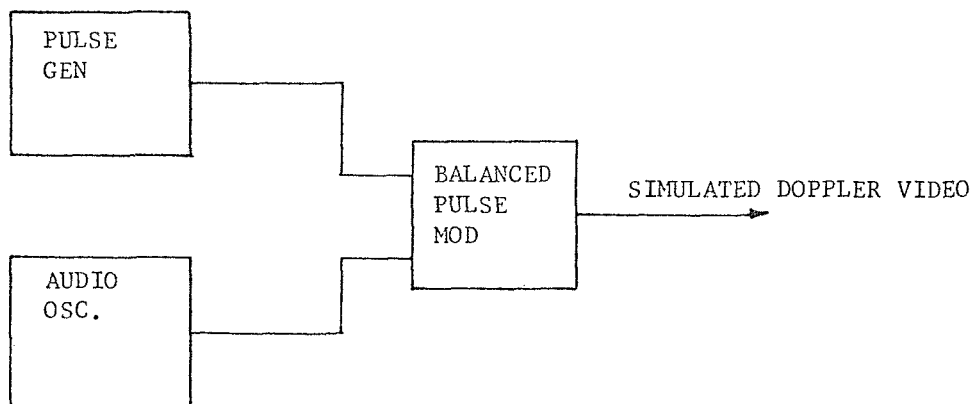 PULSE
GEN
BALANCED
PULSE
MOD
SIMULATED DOPPLER VIDEO
AUDIO
OSC.